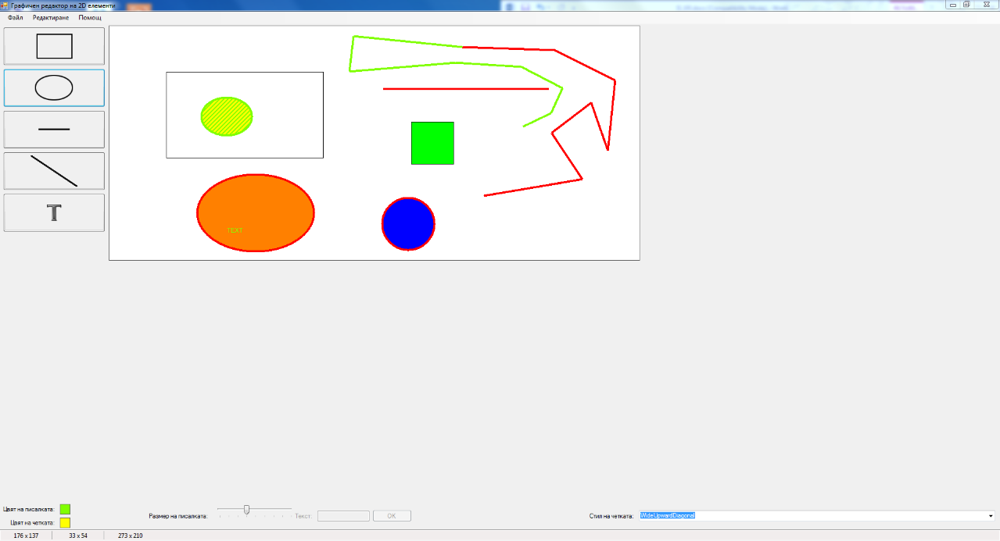 Графичен редактор на 2D елементи
Файл Редактиране Помощ
T
TEXT
Цвят на писалката:
Цвят на четката:
Размер на писалката:
Текст:
OK
Стил на четката:
WideUpwardDiagonal
176 x 137 33 x 54 273 x 210